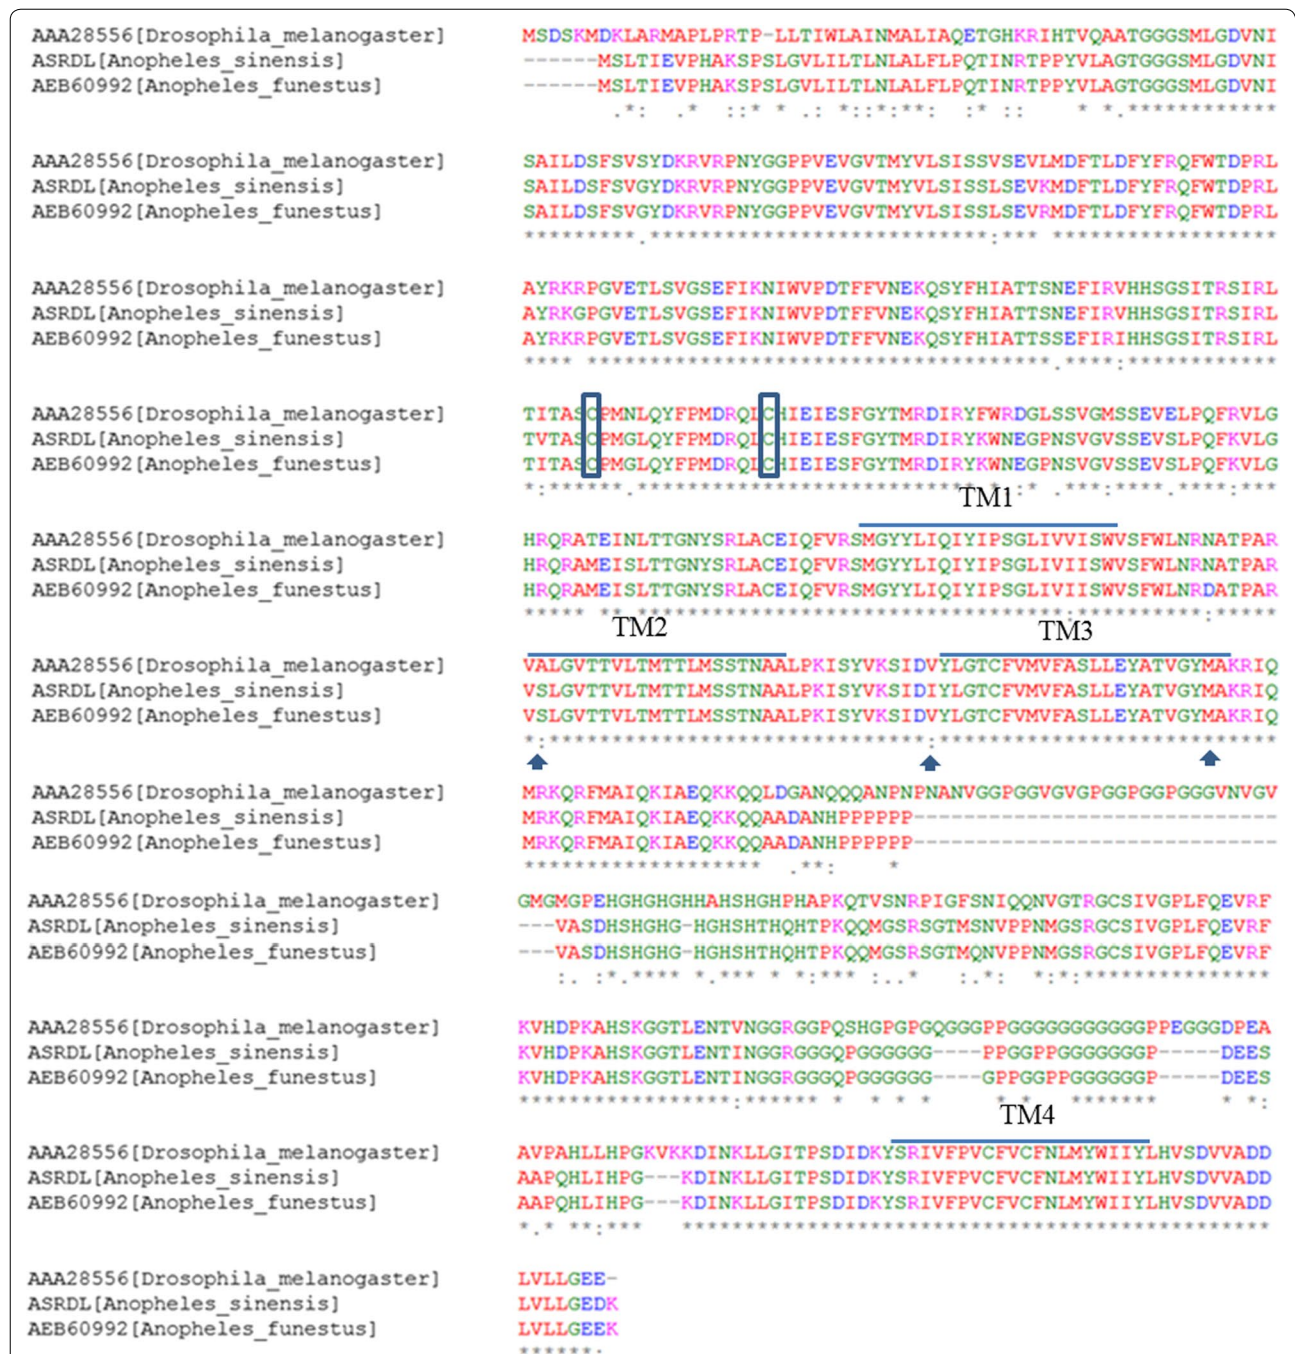 AAA28556[Drosophila_melanogaster] MSDSKMDKLARMAPLPRTP-LLTIWLAINMALIAQETGHKRIHTVQAATGGGSMLGDVNI
ASRDL[Anopheles_sinensis] ------MSLTIEVPHAKSPSLGVLILTLNLALFLPQTINRTPPYVLAGTGGGSMLGDVNI
AEB60992[Anopheles_funestus] ------MSLTIEVPHAKSPSLGVLILTLNLALFLPQTINRTPPYVLAGTGGGSMLGDVNI
AAA28556[Drosophila_melanogaster] SAILDSFSVSYDKRVRPNYGGPPVEVGVTMYVLSISSVSEVLMDFTLDFYFRQFWTDPRL
ASRDL[Anopheles_sinensis] SAILDSFSVGYDKRVRPNYGGPPVEVGVTMYVLSISSLSEVKMDFTLDFYFRQFWTDPRL
AEB60992[Anopheles_funestus] SAILDSFSVGYDKRVRPNYGGPPVEVGVTMYVLSISSLSEVRMDFTLDFYFRQFWTDPRL
AAA28556[Drosophila_melanogaster] AYRKRPGVETLSVGSEFIKNIWVPDTFFVNEKQSYFHIATTSNEFIRVHHSGSITRSIRL
ASRDL[Anopheles_sinensis] AYRKGPGVETLSVGSEFIKNIWVPDTFFVNEKQSYFHIATTSNEFIRVHHSGSITRSIRL
AEB60992[Anopheles_funestus] AYRKRPGVETLSVGSEFIKNIWVPDTFFVNEKQSYFHIATTSSEFIRIHHSGSITRSIRL
AAA28556[Drosophila_melanogaster] TITASCPMNLQYFPMDRQLCHIEIESFGYTMRDIRYFWRDGLSSVGMSSEVELPQFRVLG
ASRDL[Anopheles_sinensis] TVTASCPMGLQYFPMDRQLCHIEIESFGYTMRDIRYKWNEGPNSVGVSSEVSLPQFKVLG
AEB60992[Anopheles_funestus] TITASCPMGLQYFPMDRQLCHIEIESFGYTMRDIRYKWNEGPNSVGVSSEVSLPQFKVLG
TM1
AAA28556[Drosophila_melanogaster] HRQRATEINLTTGNYSRLACEIQFVRSMGYYLIQIYIPSGLIVVISWVSFWLNRNATPAR
ASRDL[Anopheles_sinensis] HRQRAMEISLTTGNYSRLACEIQFVRSMGYYLIQIYIPSGLIVIISWVSFWLNRNATPAR
AEB60992[Anopheles_funestus] HRQRAMEISLTTGNYSRLACEIQFVRSMGYYLIQIYIPSGLIVIISWVSFWLNRDATPAR
TM2 TM3
AAA28556[Drosophila_melanogaster] VALGVTTVLTMTTLMSSTNAALPKISYVKSIDVYLGTCFVMVFASLLEYATVGYMAKRIQ
ASRDL[Anopheles_sinensis] VSLGVTTVLTMTTLMSSTNAALPKISYVKSIDIYLGTCFVMVFASLLEYATVGYMAKRIQ
AEB60992[Anopheles_funestus] VSLGVTTVLTMTTLMSSTNAALPKISYVKSIDVYLGTCFVMVFASLLEYATVGYMAKRIQ
AAA28556[Drosophila_melanogaster] MRKQRFMAIQKIAEQKKQQLDGANQQQANPNPNANVGGPGGVGVGPGGPGGPGGGVNVGV
ASRDL[Anopheles_sinensis] MRKQRFMAIQKIAEQKKQQAADANHPPPPPP-----------------------------
AEB60992[Anopheles_funestus] MRKQRFMAIQKIAEQKKQQAADANHPPPPPP-----------------------------
AAA28556[Drosophila_melanogaster] GMGMGPEHGHGHGHHAHSHGHPHAPKQTVSNRPIGFSNIQQNVGTRGCSIVGPLFQEVRF
ASRDL[Anopheles_sinensis] ---VASDHSHGHG-HGHSHTHQHTPKQQMGSRSGTMSNVPPNMGSRGCSIVGPLFQEVRF
AEB60992[Anopheles_funestus] ---VASDHSHGHG-HGHSHTHQHTPKQQMGSRSGTMQNVPPNMGSRGCSIVGPLFQEVRF
AAA28556[Drosophila_melanogaster] KVHDPKAHSKGGTLENTVNGGRGGPQSHGPGPGQGGGPPGGGGGGGGGGGPPEGGGDPEA
ASRDL[Anopheles_sinensis] KVHDPKAHSKGGTLENTINGGRGGGQPGGGGGG----PPGGPPGGGGGGGP-----DEES
AEB60992[Anopheles_funestus] KVHDPKAHSKGGTLENTINGGRGGGQPGGGGGG----GPPGGPPGGGGGGP-----DEES
TM4
AAA28556[Drosophila_melanogaster] AVPAHLLHPGKVKKDINKLLGITPSDIDKYSRIVFPVCFVCFNLMYWIIYLHVSDVVADD
ASRDL[Anopheles_sinensis] AAPQHLIHPG---KDINKLLGITPSDIDKYSRIVFPVCFVCFNLMYWIIYLHVSDVVADD
AEB60992[Anopheles_funestus] AAPQHLIHPG---KDINKLLGITPSDIDKYSRIVFPVCFVCFNLMYWIIYLHVSDVVADD
AAA28556[Drosophila_melanogaster] LVLLGEE-
ASRDL[Anopheles_sinensis] LVLLGEDK
AEB60992[Anopheles_funestus] LVLLGEEK